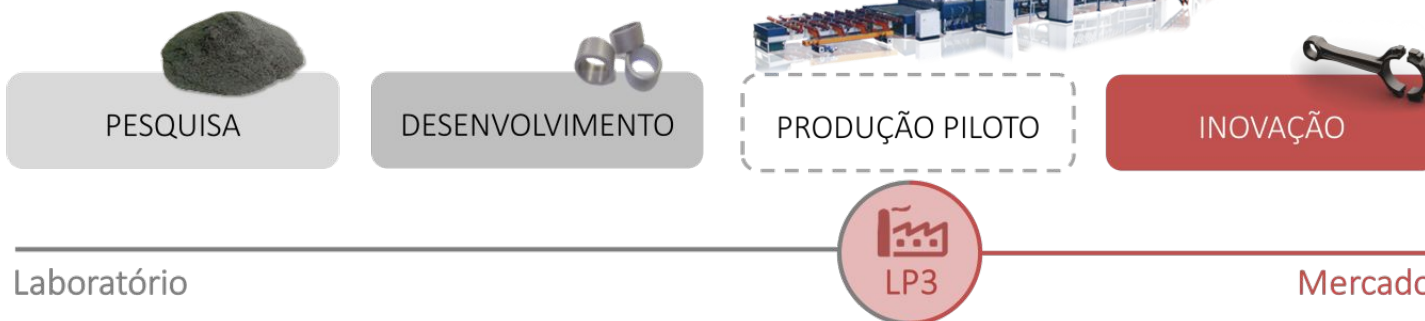 PESQUISA
DESENVOLVIMENTO
PRODUÇÃO PILOTO
INOVAÇÃO
Laboratório
LP3
Mercado